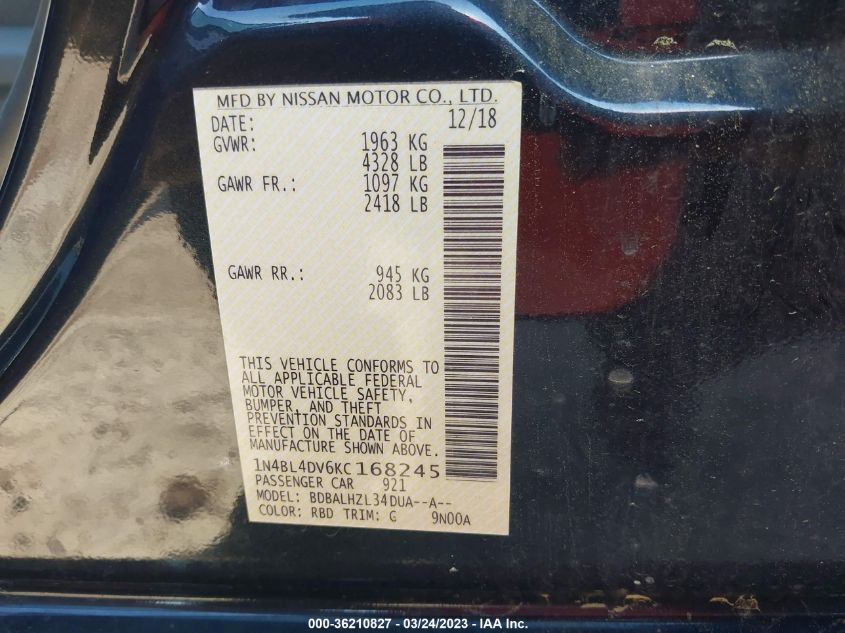 MFD BY NISSAN MOTOR CO., LTD.
DATE: 12/18
GVWR: 1963 KG
4328 LB
GAWR FR.: 1097 KG
2418 LB
GAWR RR.: 945 KG
2083 LB
THIS VEHICLE CONFORMS TO
ALL APPLICABLE FEDERAL
MOTOR VEHICLE SAFETY,
BUMPER, AND THEFT
PREVENTION STANDARDS IN
EFFECT ON THE DATE OF
MANUFACTURE SHOWN ABOVE.
1N4BL4DV6KC168245
PASSENGER CAR 921
MODEL: BDBALHZL34DUA--A--
COLOR: RBD TRIM: G 9N00A
000-36210827 - 03/24/2023 - © IAA Inc.